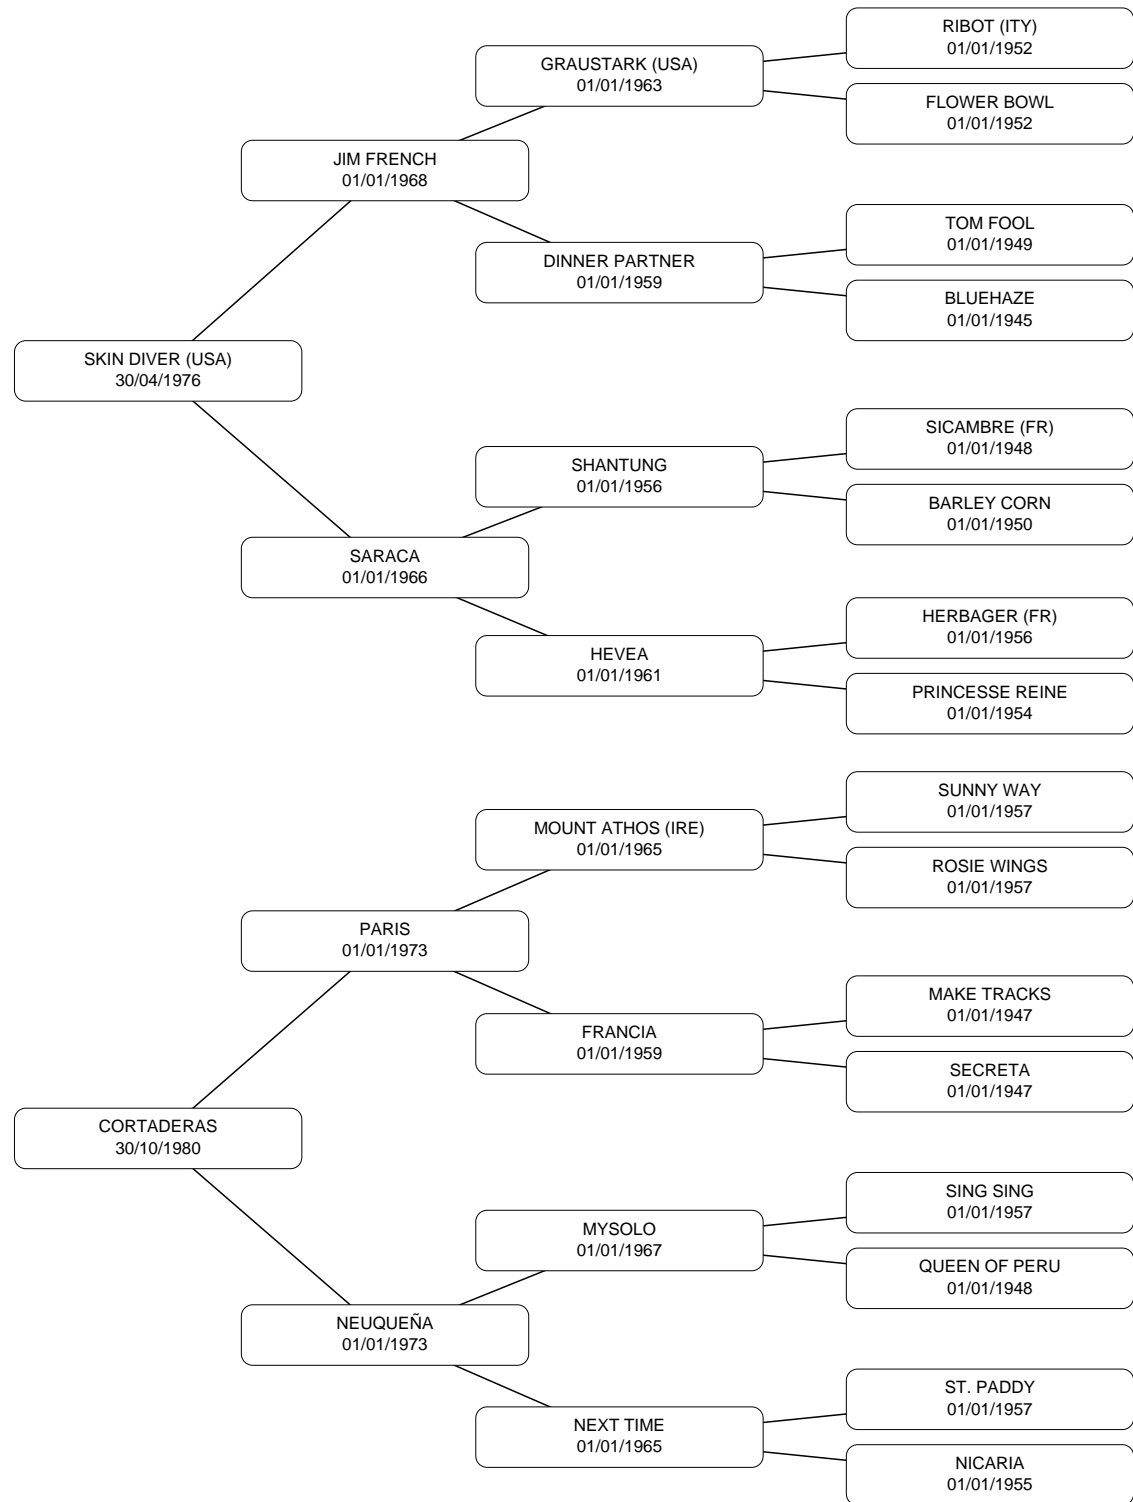 RIBOT (ITY)
01/01/1952
GRAUSTARK (USA)
01/01/1963
FLOWER BOWL
01/01/1952
JIM FRENCH
01/01/1968
TOM FOOL
01/01/1949
DINNER PARTNER
01/01/1959
BLUEHAZE
01/01/1945
SKIN DIVER (USA)
30/04/1976
SICAMBRE (FR)
01/01/1948
SHANTUNG
01/01/1956
BARLEY CORN
01/01/1950
SARACA
01/01/1966
HERBAGER (FR)
01/01/1956
HEVEA
01/01/1961
PRINCESSE REINE
01/01/1954
SUNNY WAY
01/01/1957
MOUNT ATHOS (IRE)
01/01/1965
ROSIE WINGS
01/01/1957
PARIS
01/01/1973
MAKE TRACKS
01/01/1947
FRANCIA
01/01/1959
SECRETA
01/01/1947
CORTADERAS
30/10/1980
SING SING
01/01/1957
MYSOLO
01/01/1967
QUEEN OF PERU
01/01/1948
NEUQUEÑA
01/01/1973
ST. PADDY
01/01/1957
NEXT TIME
01/01/1965
NICARIA
01/01/1955